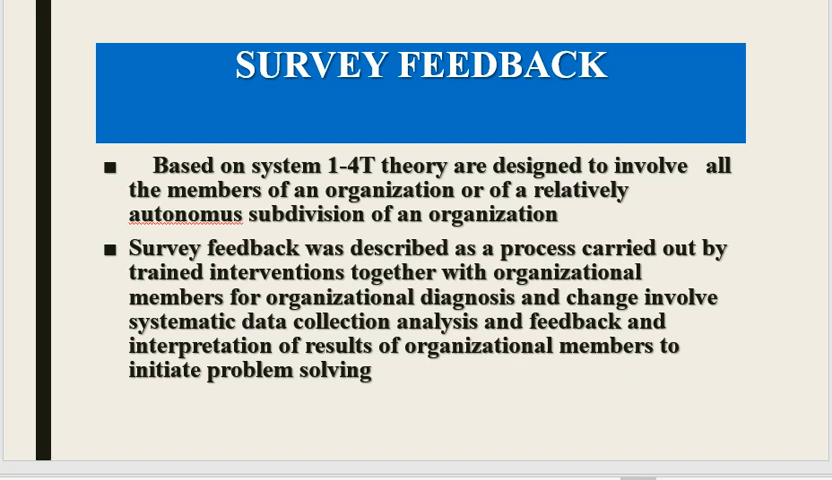 SURVEY FEEDBACK
■ Based on system 1-4T theory are designed to involve all
the members of an organization or of a relatively
autonomus subdivision of an organization
■ Survey feedback was described as a process carried out by
trained interventions together with organizational
members for organizational diagnosis and change involve
systematic data collection analysis and feedback and
interpretation of results of organizational members to
initiate problem solving